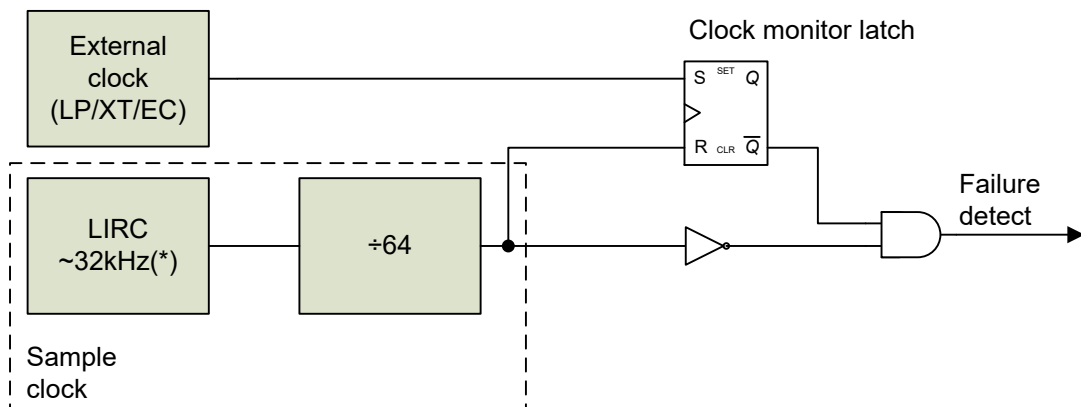 External
clock
(LP/XT/EC)
Clock monitor latch
S SET Q
R CLR Q̅
LIRC
~32kHz(*)
÷64
Failure
detect
Sample
clock